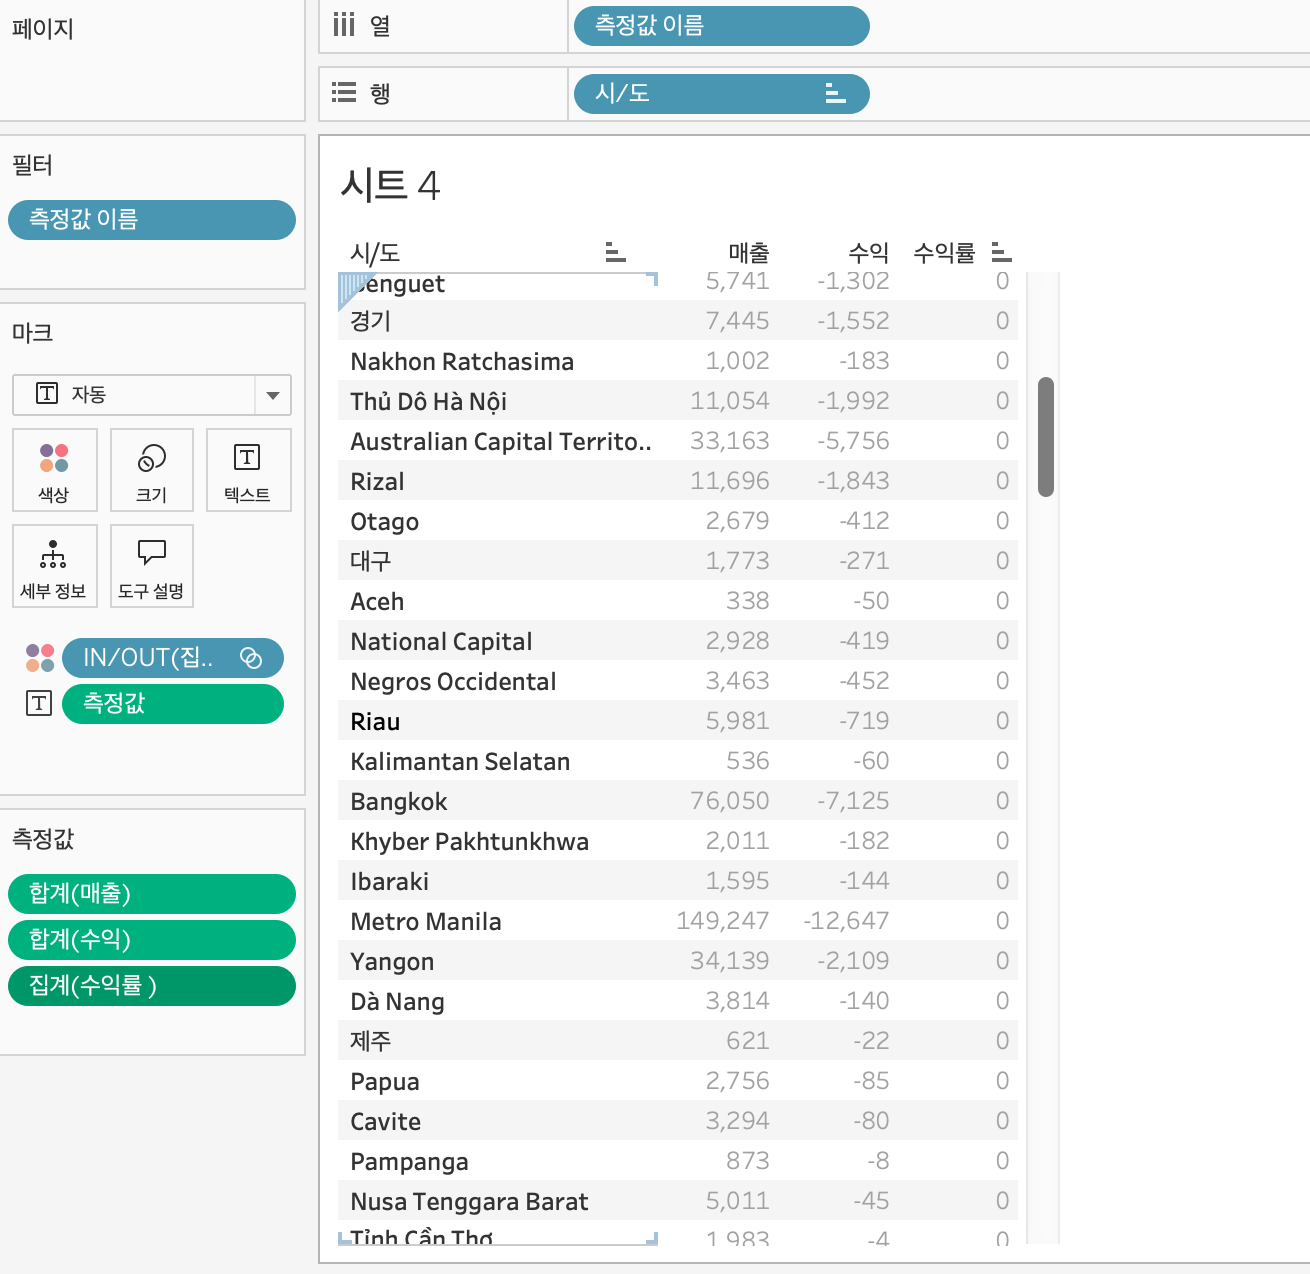 페이지
필터
측정값 이름
마크
자동
색상 크기 텍스트
세부 정보 도구 설명
IN/OUT(집..
측정값
측정값
합계(매출)
합계(수익)
집계(수익률 )
열 측정값 이름
행 시/도
시트 4
시/도 매출 수익 수익률
Benguet 5,741 -1,302 0
경기 7,445 -1,552 0
Nakhon Ratchasima 1,002 -183 0
Thủ Dô Hà Nội 11,054 -1,992 0
Australian Capital Territo.. 33,163 -5,756 0
Rizal 11,696 -1,843 0
Otago 2,679 -412 0
대구 1,773 -271 0
Aceh 338 -50 0
National Capital 2,928 -419 0
Negros Occidental 3,463 -452 0
Riau 5,981 -719 0
Kalimantan Selatan 536 -60 0
Bangkok 76,050 -7,125 0
Khyber Pakhtunkhwa 2,011 -182 0
Ibaraki 1,595 -144 0
Metro Manila 149,247 -12,647 0
Yangon 34,139 -2,109 0
Dà Nang 3,814 -140 0
제주 621 -22 0
Papua 2,756 -85 0
Cavite 3,294 -80 0
Pampanga 873 -8 0
Nusa Tenggara Barat 5,011 -45 0
Tỉnh Cần Thơ 1,983 -4 0